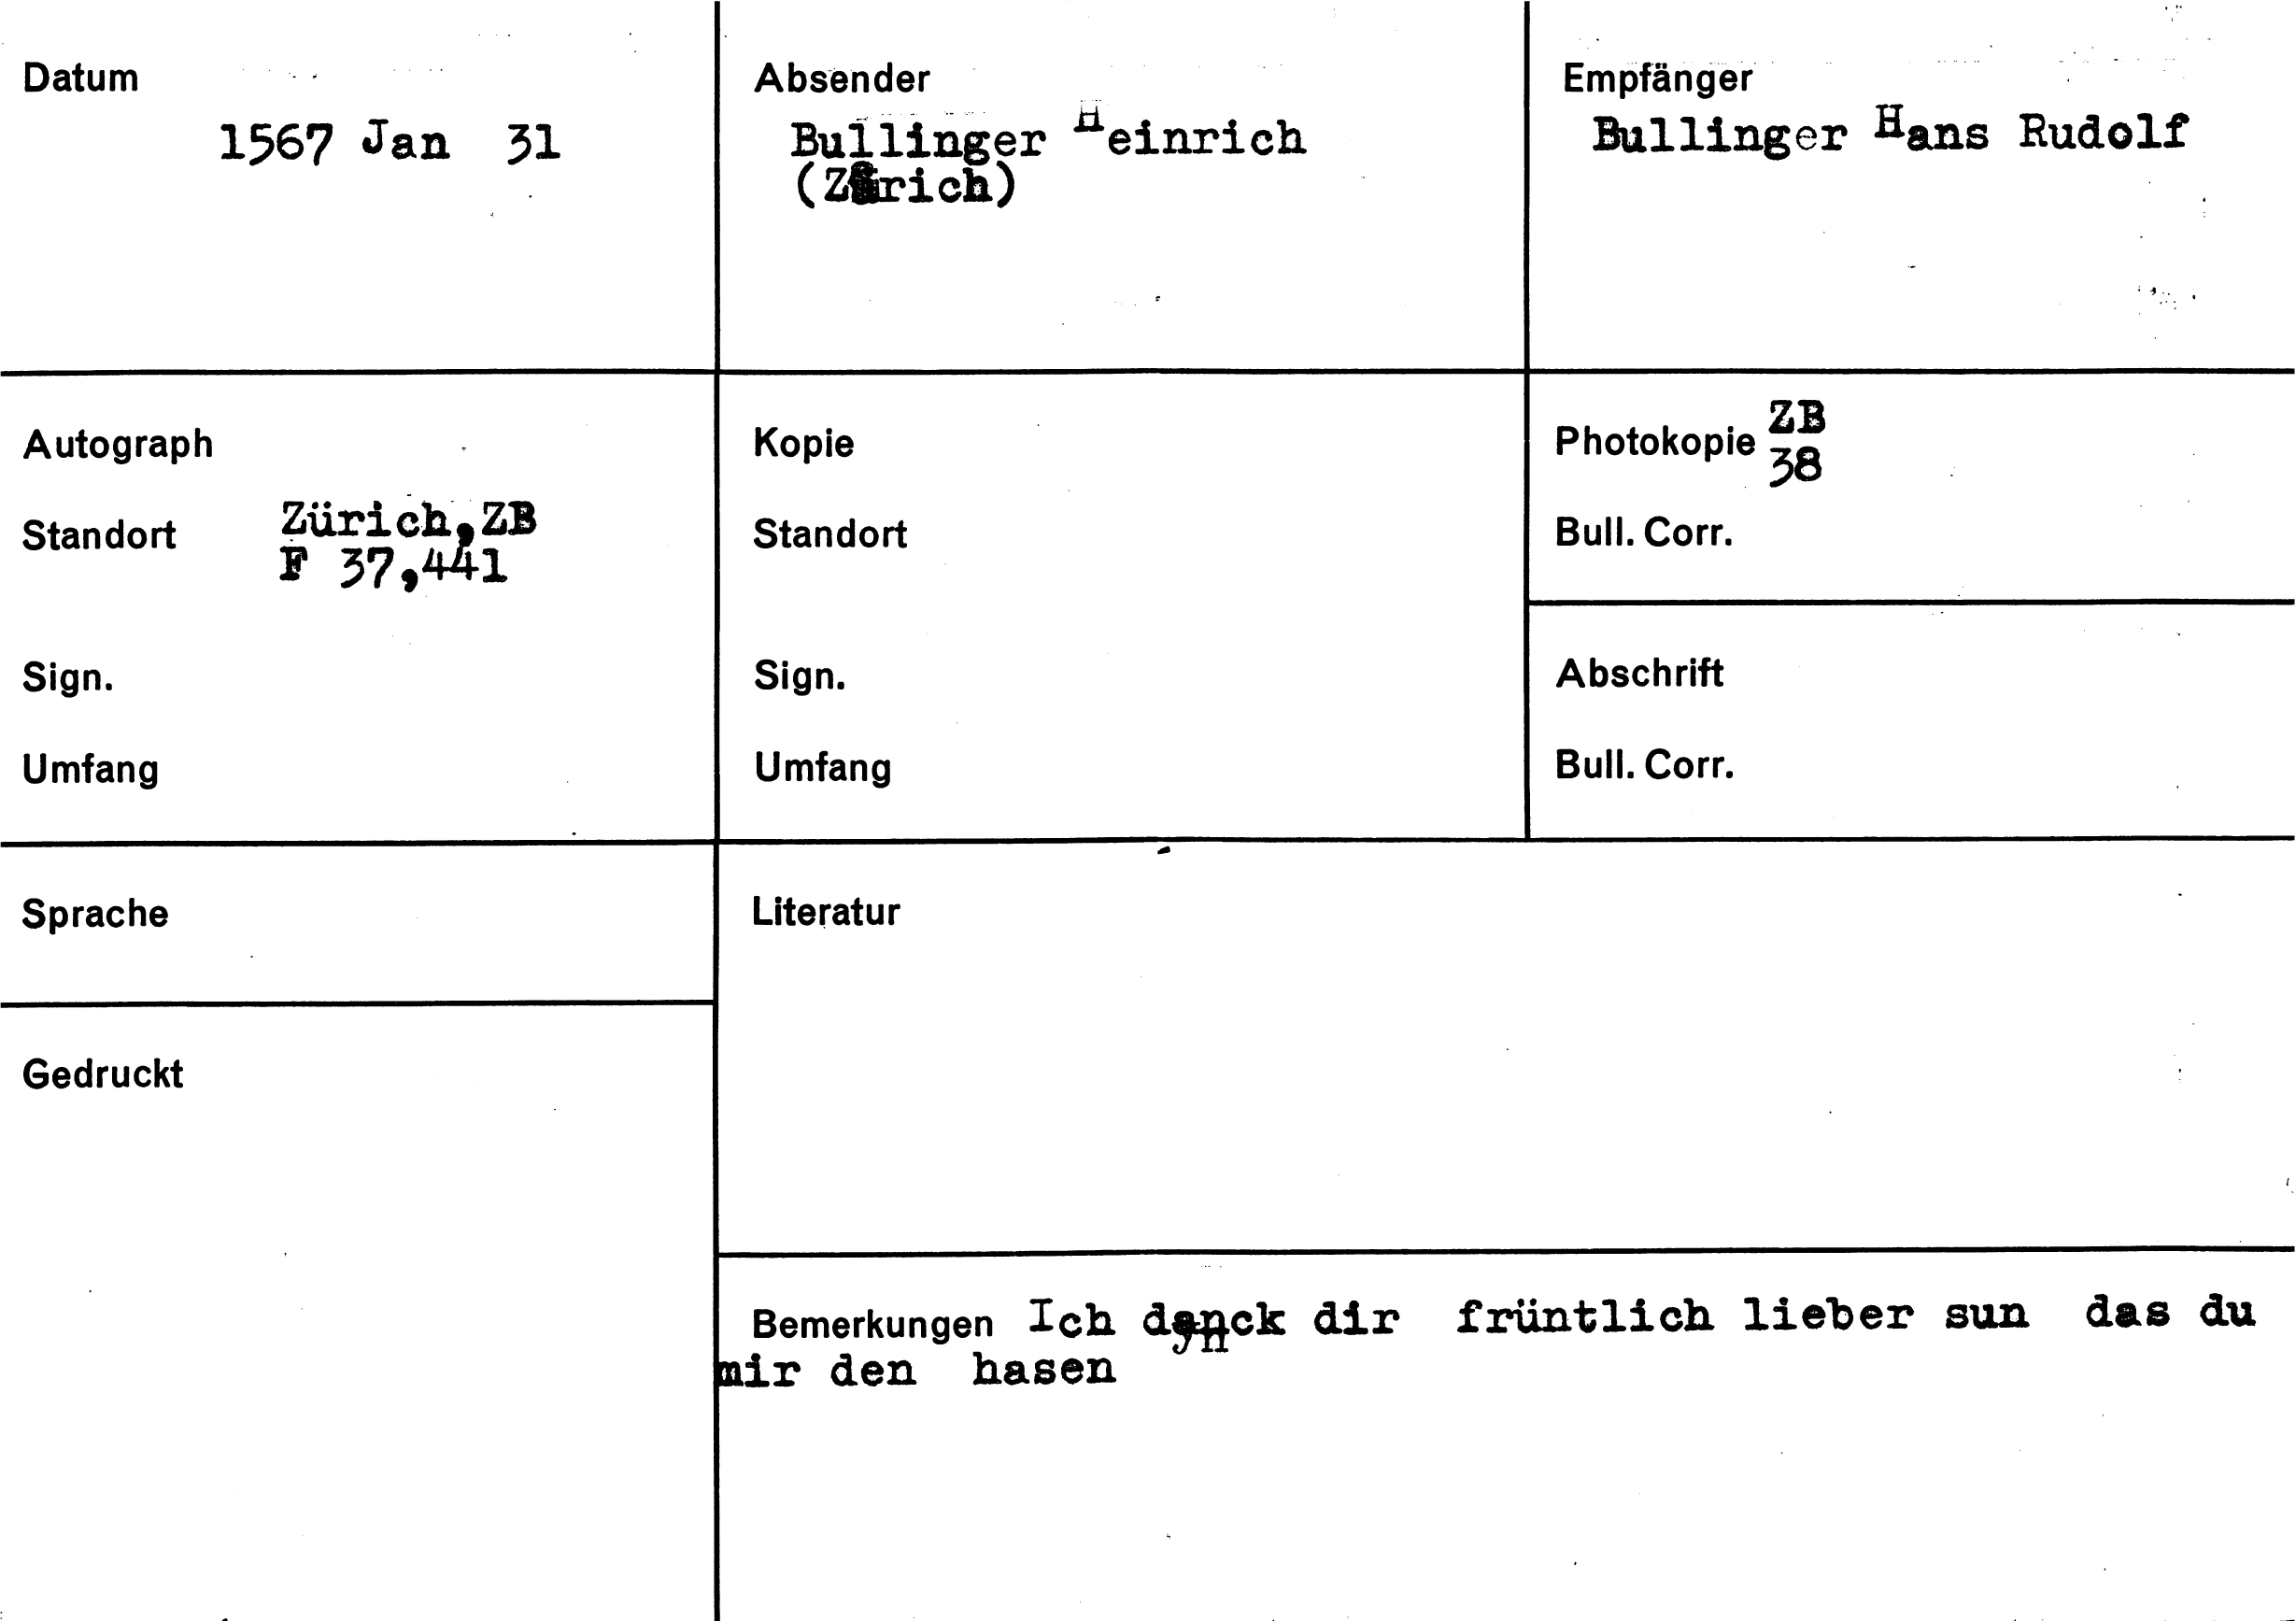 Datum
1567 Jan 31
Absender
Bullinger Heinrich
(Zürich)
Empfänger
Bullinger Hans Rudolf
Autograph
Standort Zürich,ZB
F 37,441
Sign.
Umfang
Kopie
Standort
Sign.
Umfang
Photokopie ZB
38
Bull. Corr.
Abschrift
Bull. Corr.
Sprache
Gedruckt
Literatur
Bemerkungen Ich danck dir früntlich lieber sun das du
mir den hasen